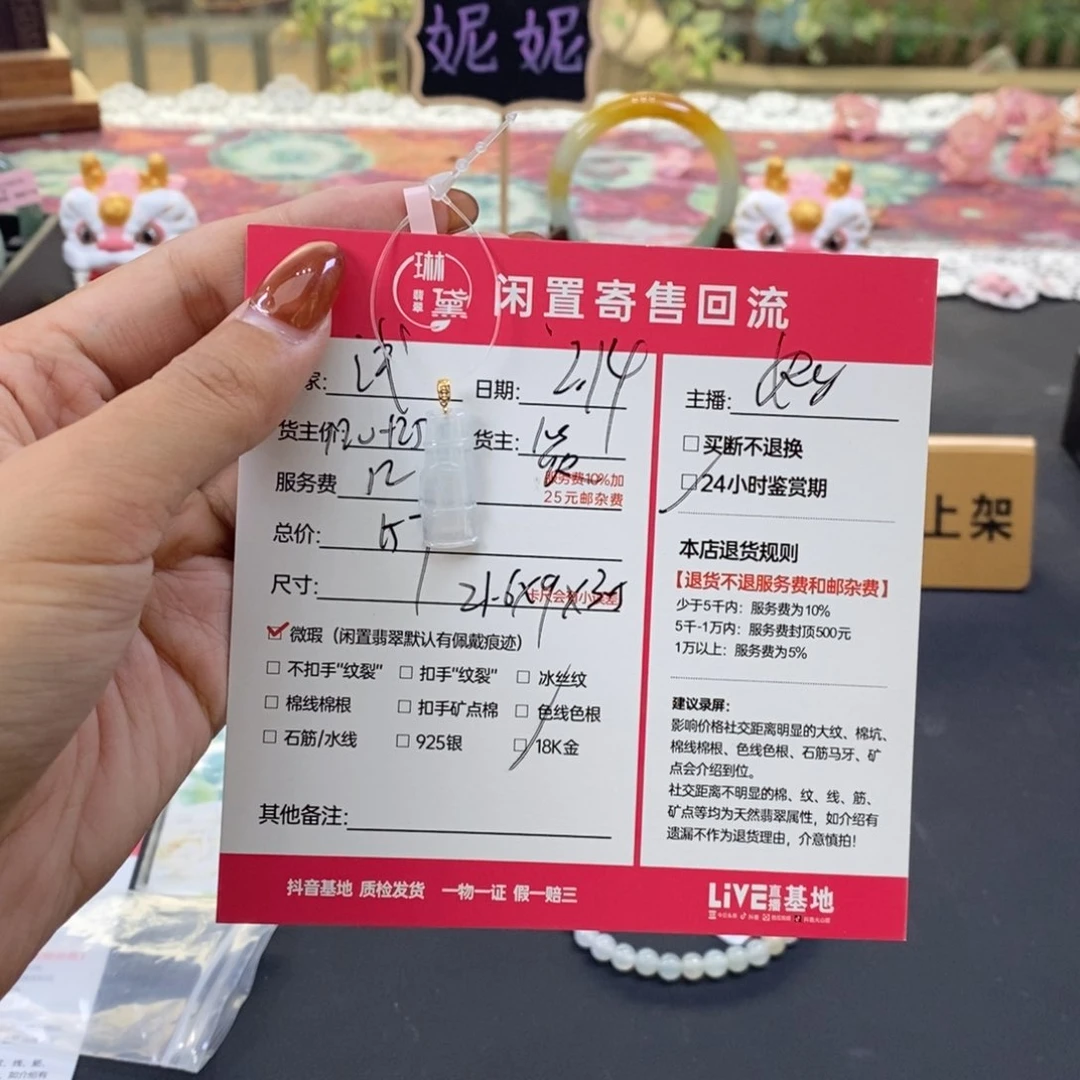 妮妮
琳黛
翡翠
闲置寄售回流
家:
日期: 2.14
主播:
货主价
货主:
买断不退换
服务费 12
服务费10%加
25元邮杂费
24小时鉴赏期
总价:
上架
本店退货规则
【退货不退服务费和邮杂费】
尺寸: 21.6×9×3.5
少于5千内：服务费为10%
5千-1万内：服务费封顶500元
1万以上：服务费为5%
微瑕（闲置翡翠默认有佩戴痕迹）
不扣手“纹裂” 扣手“纹裂” 冰丝纹
棉线棉根 扣手矿点棉 色线色根
石筋/水线 925银 18K金
建议录屏:
影响价格社交距离明显的大纹、棉坑、
棉线棉根、色线色根、石筋马牙、矿
点会介绍到位。
社交距离不明显的棉、纹、线、筋、
矿点等均为天然翡翠属性，如介绍有
遗漏不作为退货理由，介意慎拍！
其他备注:
抖音基地 质检发货 一物一证 假一赔三
LiVE直播基地